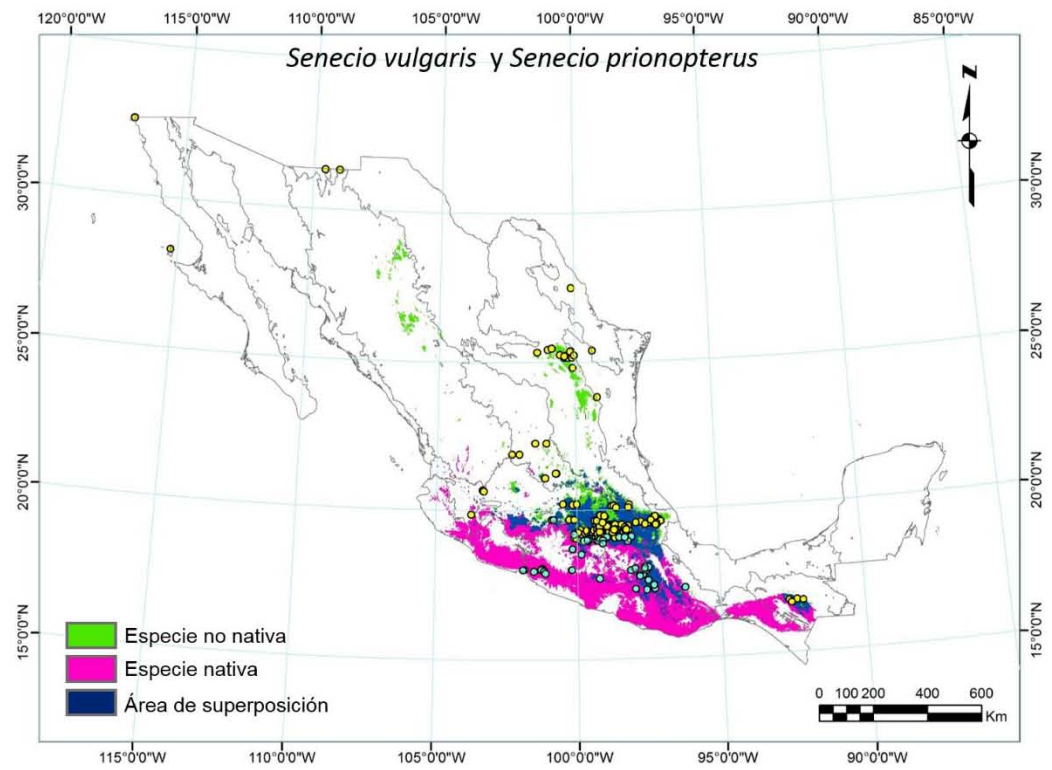 120°0'0"W 115°0'0"W 110°0'0"W 105°0'0"W 100°0'0"W 95°0'0"W 90°0'0"W 85°0'0"W
Senecio vulgaris y Senecio prionopterus
N
30°0'0"N 30°0'0"N
25°0'0"N 25°0'0"N
20°0'0"N 20°0'0"N
15°0'0"N 15°0'0"N
Especie no nativa
Especie nativa
Área de superposición
0 100 200 400 600
Km
115°0'0"W 110°0'0"W 105°0'0"W 100°0'0"W 95°0'0"W 90°0'0"W